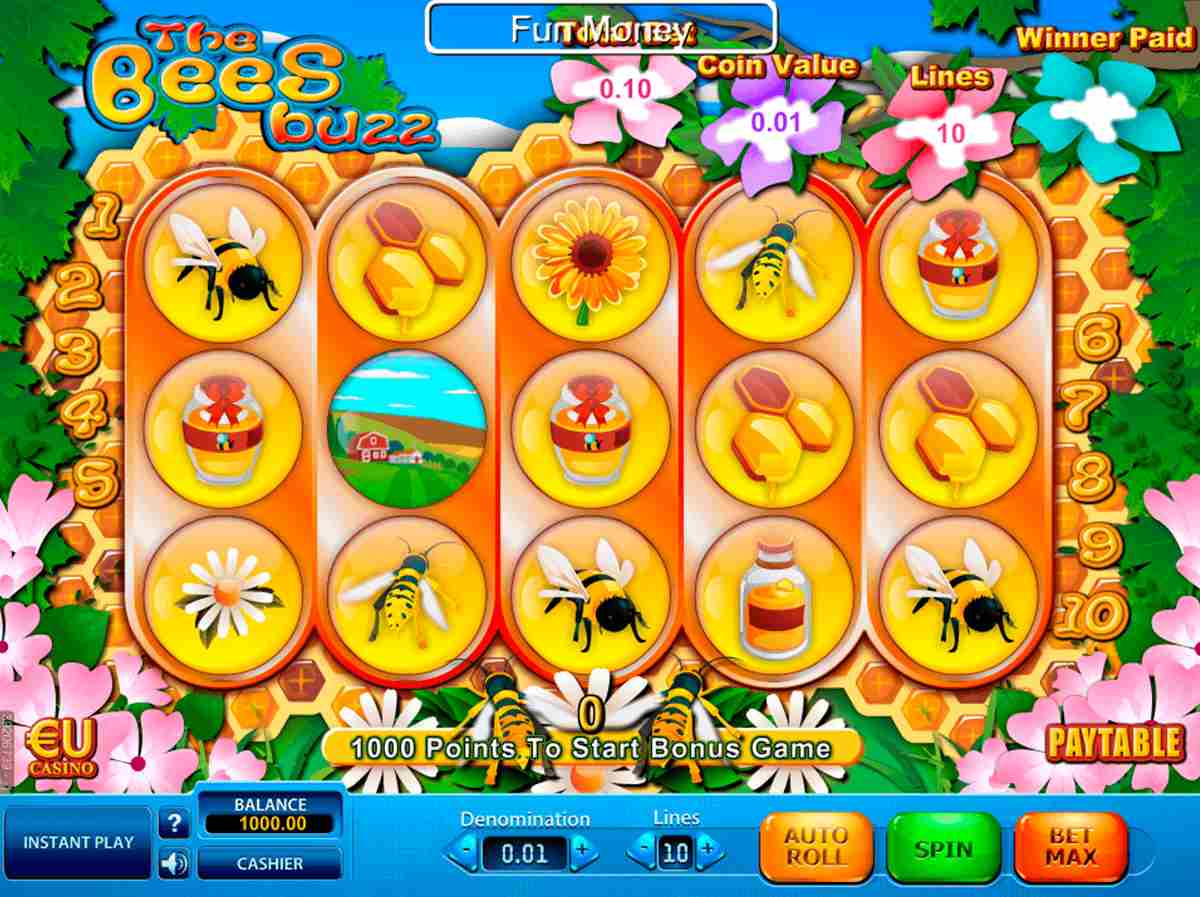 Fun Money
The
Bees
buzz
Winner Paid
Coin Value
Lines
0.10
0.01
10
1
2
3
4
5
6
7
8
9
10
0
1000 Points To Start Bonus Game
€U
CASINO
PAYTABLE
INSTANT PLAY
?
BALANCE
1000.00
CASHIER
Denomination
- 0.01 +
Lines
- 10 +
AUTO
ROLL
SPIN
BET
MAX